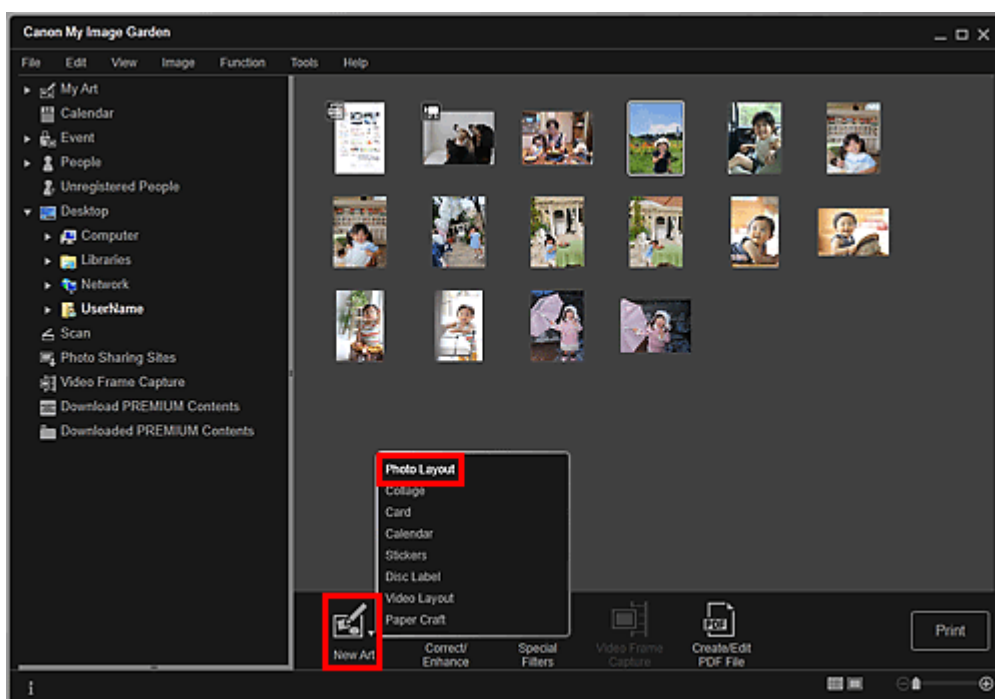 Canon My Image Garden
File Edit View Image Function Tools Help
My Art
Calendar
Event
People
Unregistered People
Desktop
Computer
Libraries
Network
UserName
Scan
Photo Sharing Sites
Video Frame Capture
Download PREMIUM Contents
Downloaded PREMIUM Contents
Photo Layout
Collage
Card
Calendar
Stickers
Disc Label
Video Layout
Paper Craft
New Art
Correct/
Enhance
Special
Filters
Video Frame
Capture
PDF
Create/Edit
PDF File
Print